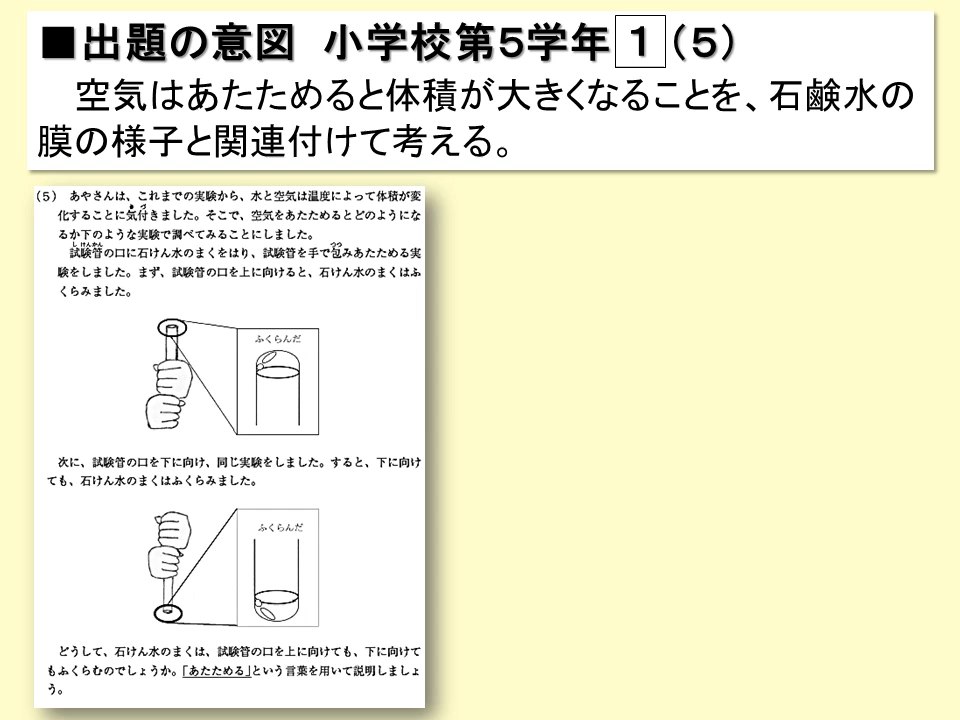 ■出題の意図　小学校第５学年 １ （５）
空気はあたためると体積が大きくなることを、石鹸水の
膜の様子と関連付けて考える。
（５）　あやさんは、これまでの実験から、水と空気は温度によって体積が変
化することに気付きました。そこで、空気をあたためるとどのようにな
るか下のような実験で調べてみることにしました。
試験管の口に石けん水のまくをはり、試験管を手で包みあたためる実
験をしました。まず、試験管の口を上に向けると、石けん水のまくはふ
くらみました。
ふくらんだ
次に、試験管の口を下に向け、同じ実験をしました。すると、下に向け
ても、石けん水のまくはふくらみました。
ふくらんだ
どうして、石けん水のまくは、試験管の口を上に向けても、下に向けて
もふくらむのでしょうか。「あたためる」という言葉を用いて説明しましょ
う。